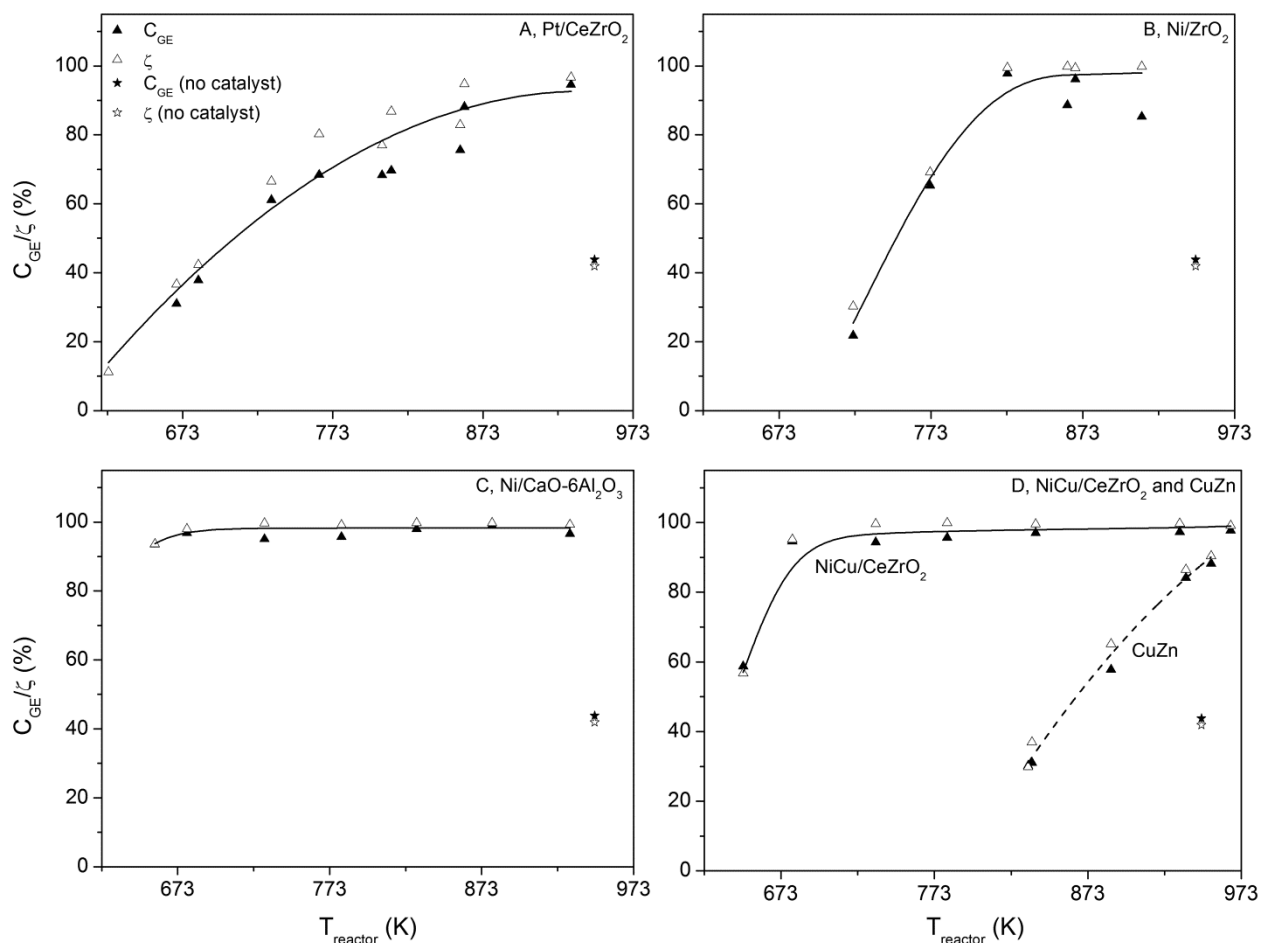 C_GE
ζ
C_GE (no catalyst)
ζ (no catalyst)
A, Pt/CeZrO₂
C_GE/ζ (%)
100
80
60
40
20
0
673
773
873
973
B, Ni/ZrO₂
100
80
60
40
20
0
673
773
873
973
C, Ni/CaO-6Al₂O₃
C_GE/ζ (%)
100
80
60
40
20
0
673
773
873
973
T_reactor (K)
D, NiCu/CeZrO₂ and CuZn
NiCu/CeZrO₂
CuZn
100
80
60
40
20
0
673
773
873
973
T_reactor (K)